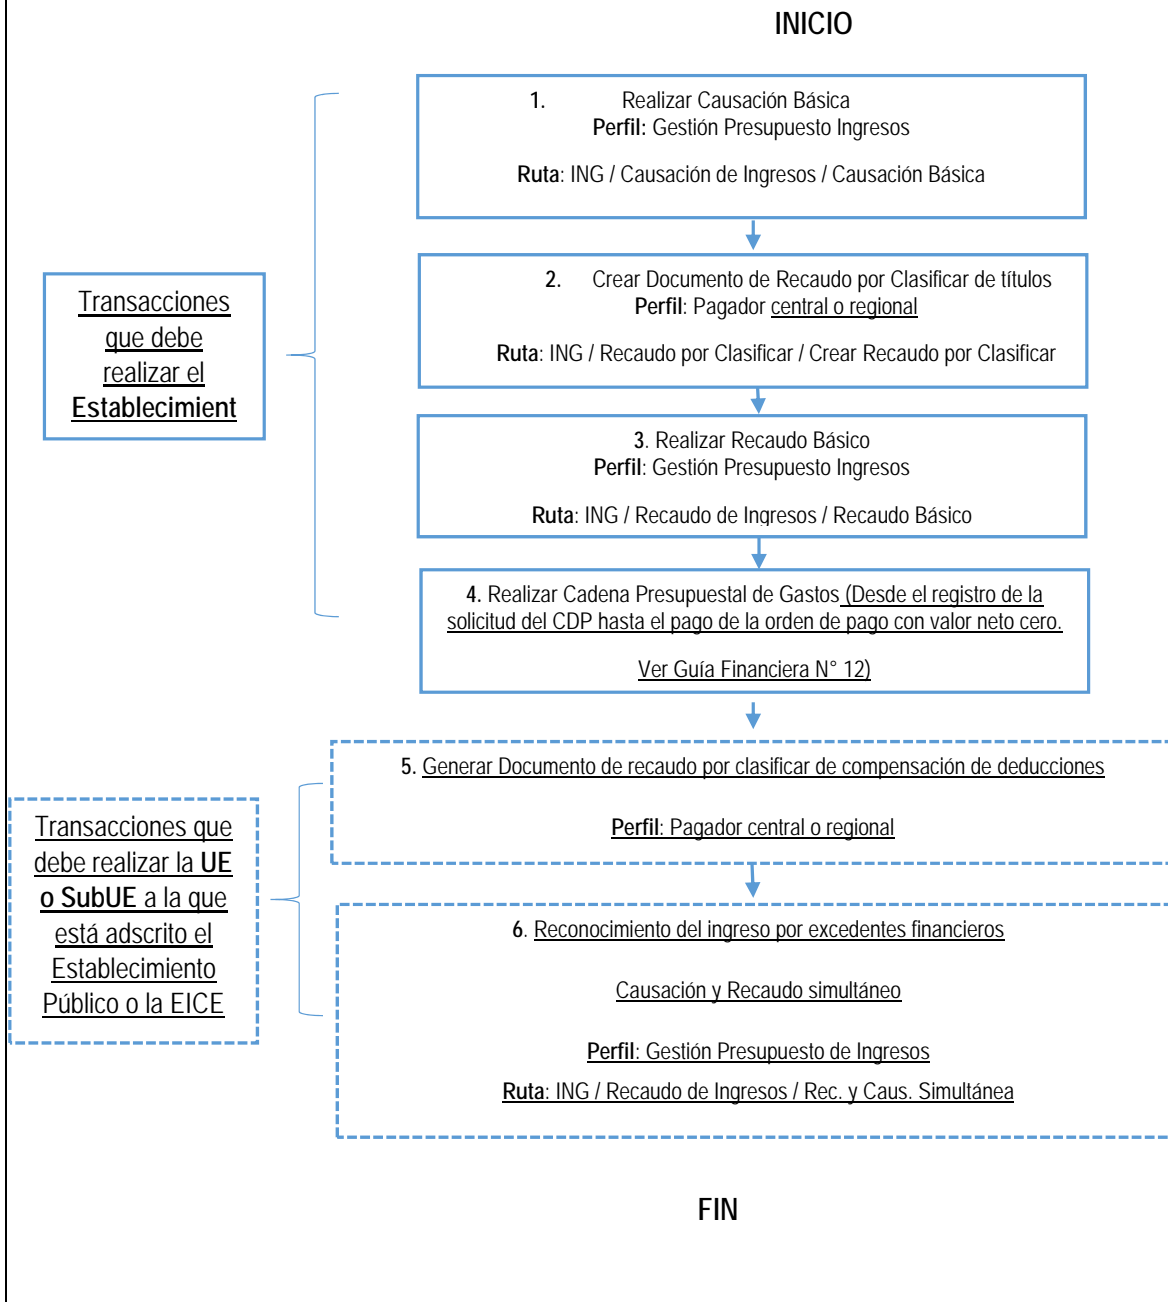 INICIO
1. Realizar Causación Básica
Perfil: Gestión Presupuesto Ingresos
Ruta: ING / Causación de Ingresos / Causación Básica
2. Crear Documento de Recaudo por Clasificar de títulos
Perfil: Pagador central o regional
Ruta: ING / Recaudo por Clasificar / Crear Recaudo por Clasificar
Transacciones
que debe
realizar el
Establecimient
3. Realizar Recaudo Básico
Perfil: Gestión Presupuesto Ingresos
Ruta: ING / Recaudo de Ingresos / Recaudo Básico
4. Realizar Cadena Presupuestal de Gastos (Desde el registro de la
solicitud del CDP hasta el pago de la orden de pago con valor neto cero.
Ver Guía Financiera N° 12)
5. Generar Documento de recaudo por clasificar de compensación de deducciones
Perfil: Pagador central o regional
Transacciones que
debe realizar la UE
o SubUE a la que
está adscrito el
Establecimiento
Público o la EICE
6. Reconocimiento del ingreso por excedentes financieros
Causación y Recaudo simultáneo
Perfil: Gestión Presupuesto de Ingresos
Ruta: ING / Recaudo de Ingresos / Rec. y Caus. Simultánea
FIN